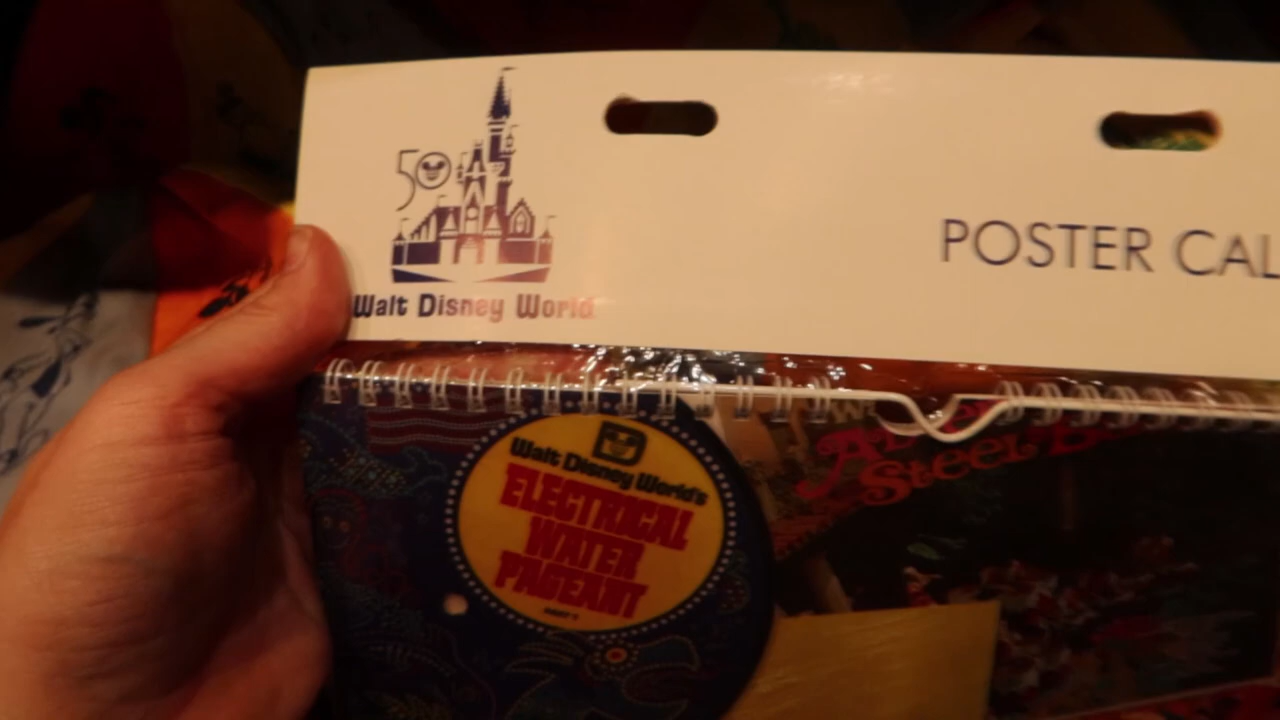 50
Walt Disney World
POSTER CAL
Walt Disney World's
ELECTRICAL
WATER
PAGEANT
Steel